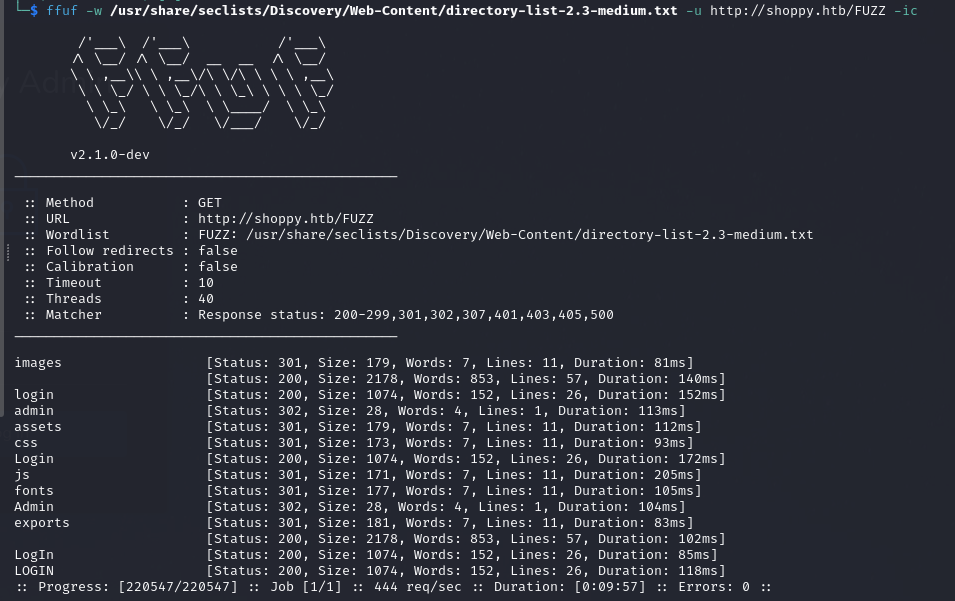 └─$ ffuf -w /usr/share/seclists/Discovery/Web-Content/directory-list-2.3-medium.txt -u http://shoppy.htb/FUZZ -ic

        /'___\  /'___\           /'___\
       /\ \__/ /\ \__/  __  __  /\ \__/
       \ \ ,__\\ \ ,__\/\ \/\ \ \ \ ,__\
        \ \ \_/ \ \ \_/\ \ \_\ \ \ \ \_/
         \ \_\   \ \_\  \ \____/  \ \_\
          \/_/    \/_/   \/___/    \/_/

       v2.1.0-dev
________________________________________________

 :: Method           : GET
 :: URL              : http://shoppy.htb/FUZZ
 :: Wordlist         : FUZZ: /usr/share/seclists/Discovery/Web-Content/directory-list-2.3-medium.txt
 :: Follow redirects : false
 :: Calibration      : false
 :: Timeout          : 10
 :: Threads          : 40
 :: Matcher          : Response status: 200-299,301,302,307,401,403,405,500
________________________________________________

images                  [Status: 301, Size: 179, Words: 7, Lines: 11, Duration: 81ms]
                        [Status: 200, Size: 2178, Words: 853, Lines: 57, Duration: 140ms]
login                   [Status: 200, Size: 1074, Words: 152, Lines: 26, Duration: 152ms]
admin                   [Status: 302, Size: 28, Words: 4, Lines: 1, Duration: 113ms]
assets                  [Status: 301, Size: 179, Words: 7, Lines: 11, Duration: 112ms]
css                     [Status: 301, Size: 173, Words: 7, Lines: 11, Duration: 93ms]
Login                   [Status: 200, Size: 1074, Words: 152, Lines: 26, Duration: 172ms]
js                      [Status: 301, Size: 171, Words: 7, Lines: 11, Duration: 205ms]
fonts                   [Status: 301, Size: 177, Words: 7, Lines: 11, Duration: 105ms]
Admin                   [Status: 302, Size: 28, Words: 4, Lines: 1, Duration: 104ms]
exports                 [Status: 301, Size: 181, Words: 7, Lines: 11, Duration: 83ms]
                        [Status: 200, Size: 2178, Words: 853, Lines: 57, Duration: 102ms]
LogIn                   [Status: 200, Size: 1074, Words: 152, Lines: 26, Duration: 85ms]
LOGIN                   [Status: 200, Size: 1074, Words: 152, Lines: 26, Duration: 118ms]
:: Progress: [220547/220547] :: Job [1/1] :: 444 req/sec :: Duration: [0:09:57] :: Errors: 0 ::